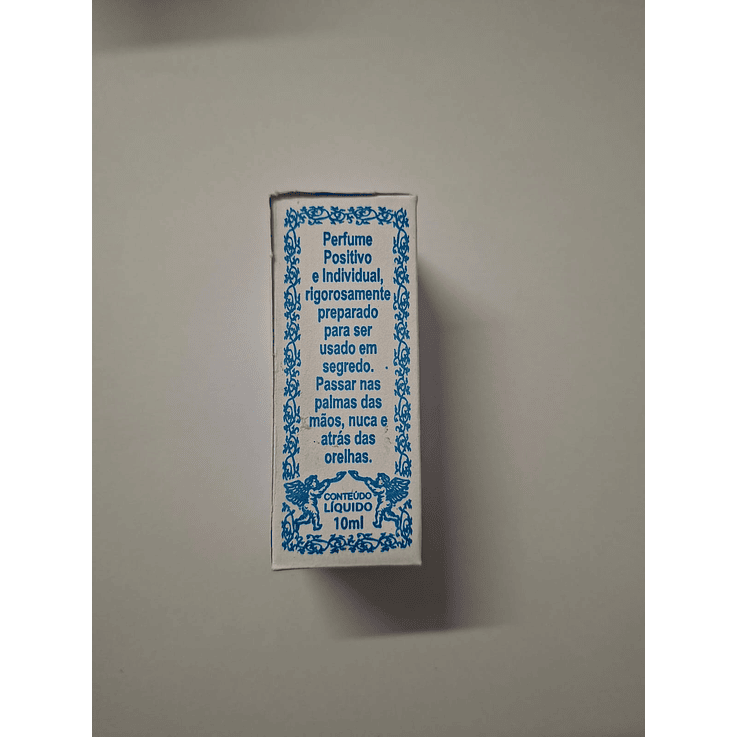 Perfume
Positivo
e Individual,
rigorosamente
preparado
para ser
usado em
segredo.
Passar nas
palmas das
mãos, nuca e
atrás das
orelhas.
CONTEÚDO
LÍQUIDO
10ml